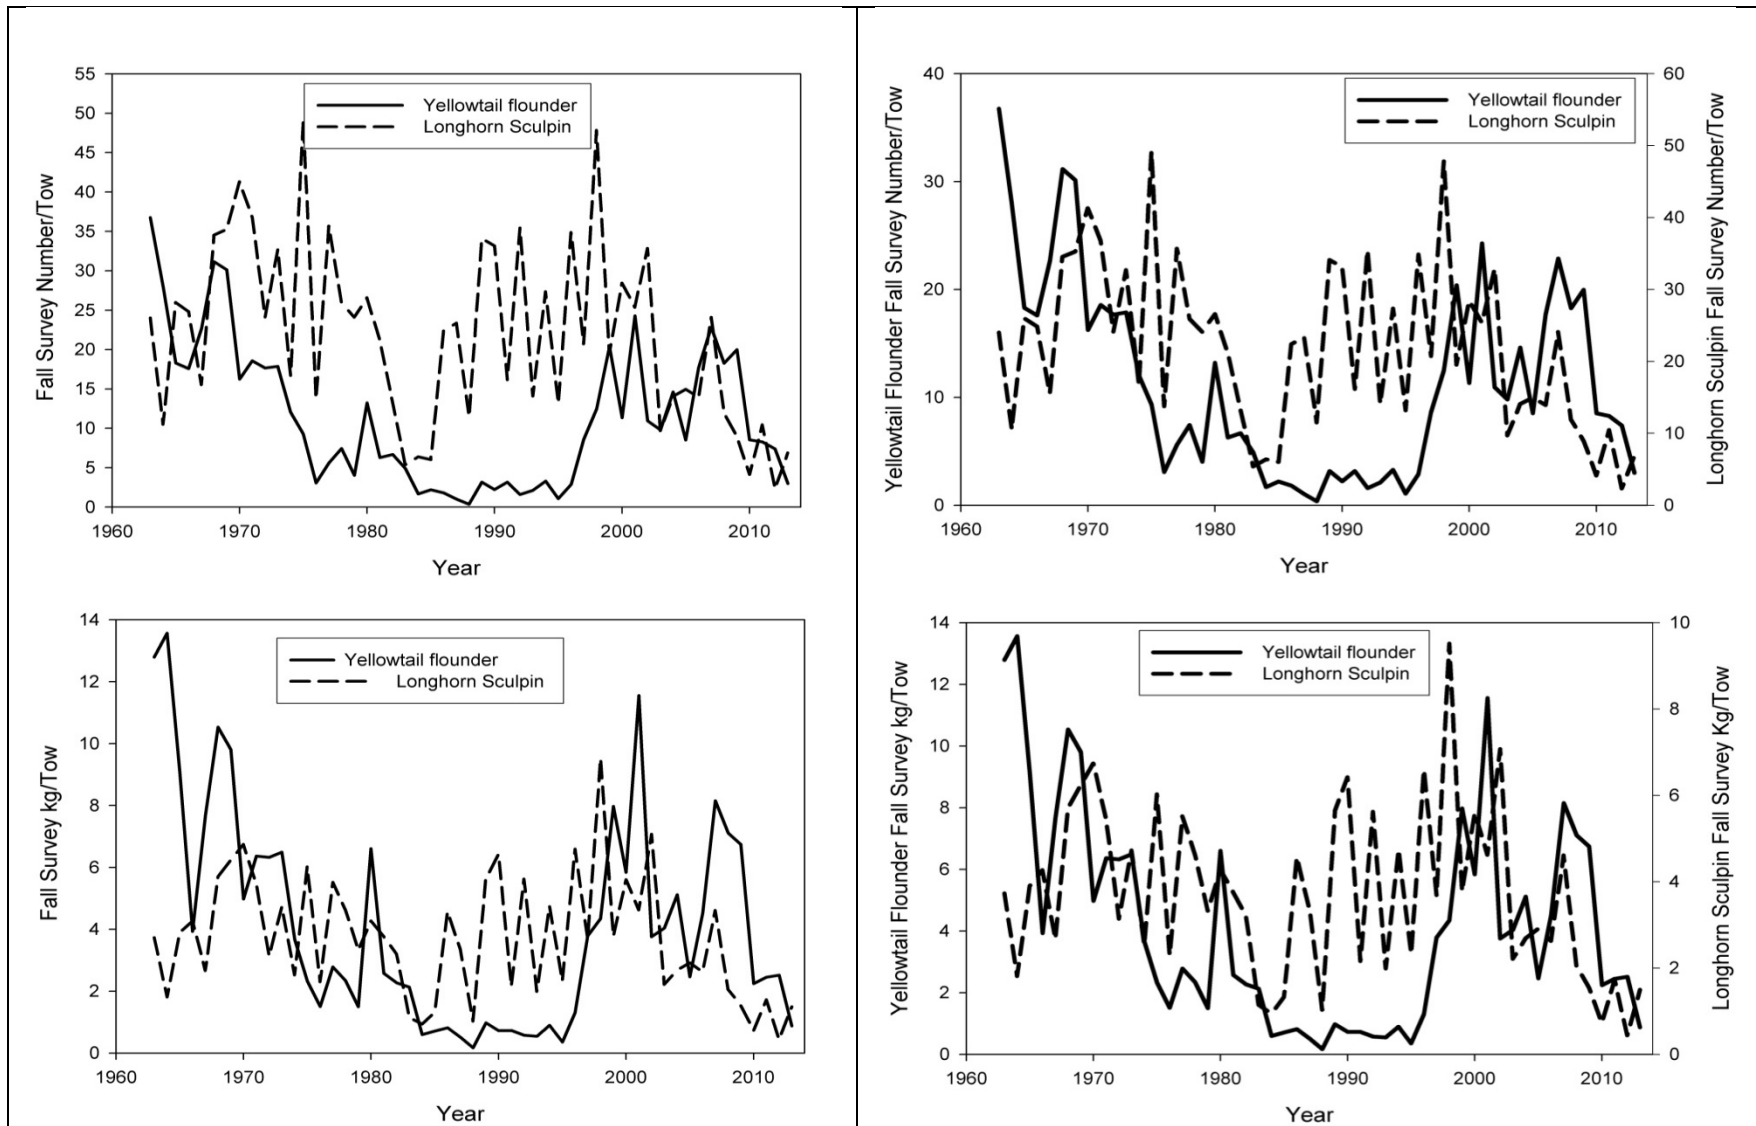 55
50
45
40
35
30
25
20
15
10
5
0
Fall Survey Number/Tow
Yellowtail flounder
Longhorn Sculpin
1960 1970 1980 1990 2000 2010
Year
40
30
20
10
0
Yellowtail Flounder Fall Survey Number/Tow
Yellowtail flounder
Longhorn Sculpin
60
50
40
30
20
10
0
Longhorn Sculpin Fall Survey Number/Tow
1960 1970 1980 1990 2000 2010
Year
14
12
10
8
6
4
2
0
Fall Survey kg/Tow
Yellowtail flounder
Longhorn Sculpin
1960 1970 1980 1990 2000 2010
Year
14
12
10
8
6
4
2
0
Yellowtail Flounder Fall Survey kg/Tow
Yellowtail flounder
Longhorn Sculpin
10
8
6
4
2
0
Longhorn Sculpin Fall Survey Kg/Tow
1960 1970 1980 1990 2000 2010
Year